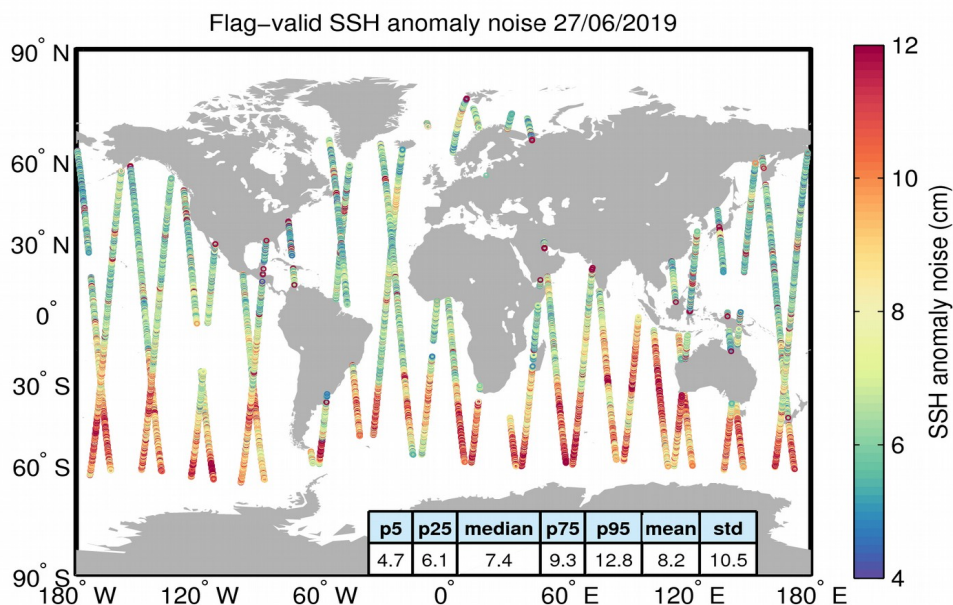 Flag−valid SSH anomaly noise 27/06/2019
90° N
60° N
30° N
0°
30° S
60° S
90° S
180° W
120° W
60° W
0°
60° E
120° E
180° E
12
10
8
6
4
SSH anomaly noise (cm)
p5 p25 median p75 p95 mean std
4.7 6.1 7.4 9.3 12.8 8.2 10.5